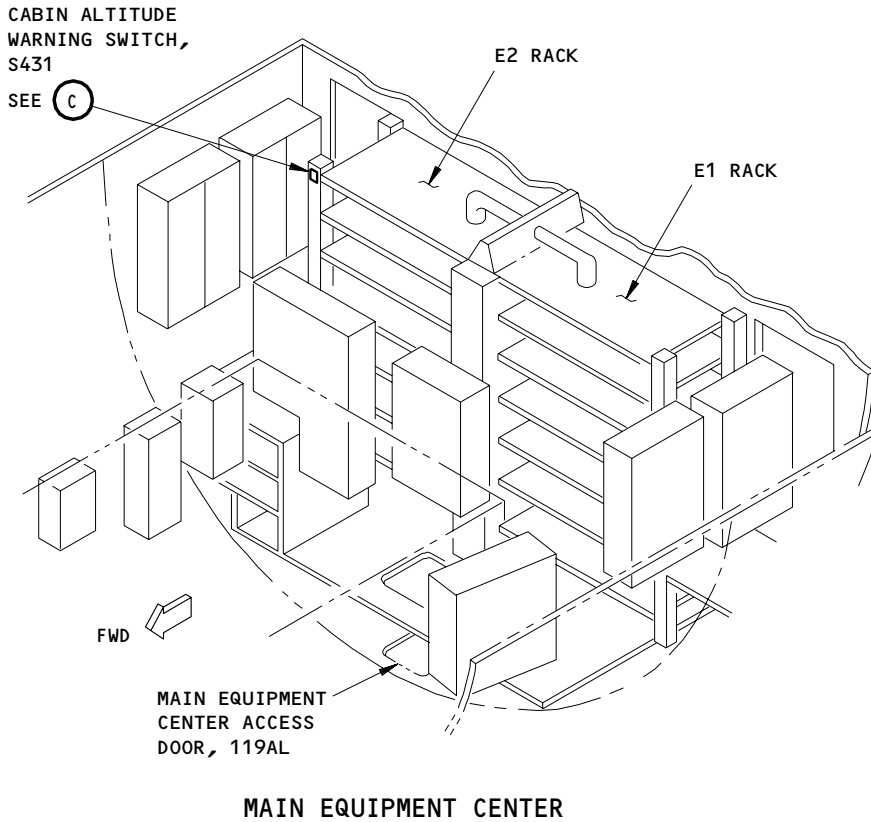 CABIN ALTITUDE
WARNING SWITCH,
S431
SEE C
E2 RACK
E1 RACK
FWD
MAIN EQUIPMENT
CENTER ACCESS
DOOR, 119AL
MAIN EQUIPMENT CENTER